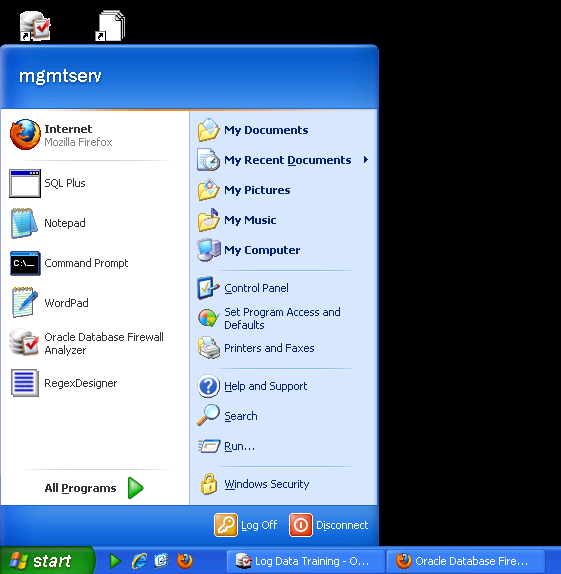 mgmtserv
Internet
Mozilla Firefox
SQL Plus
Notepad
C:\_
Command Prompt
WordPad
Oracle Database Firewall
Analyzer
RegexDesigner
All Programs
My Documents
My Recent Documents
My Pictures
My Music
My Computer
Control Panel
Set Program Access and
Defaults
Printers and Faxes
Help and Support
Search
Run...
Windows Security
Log Off
Disconnect
start
Log Data Training - O...
Oracle Database Fire...